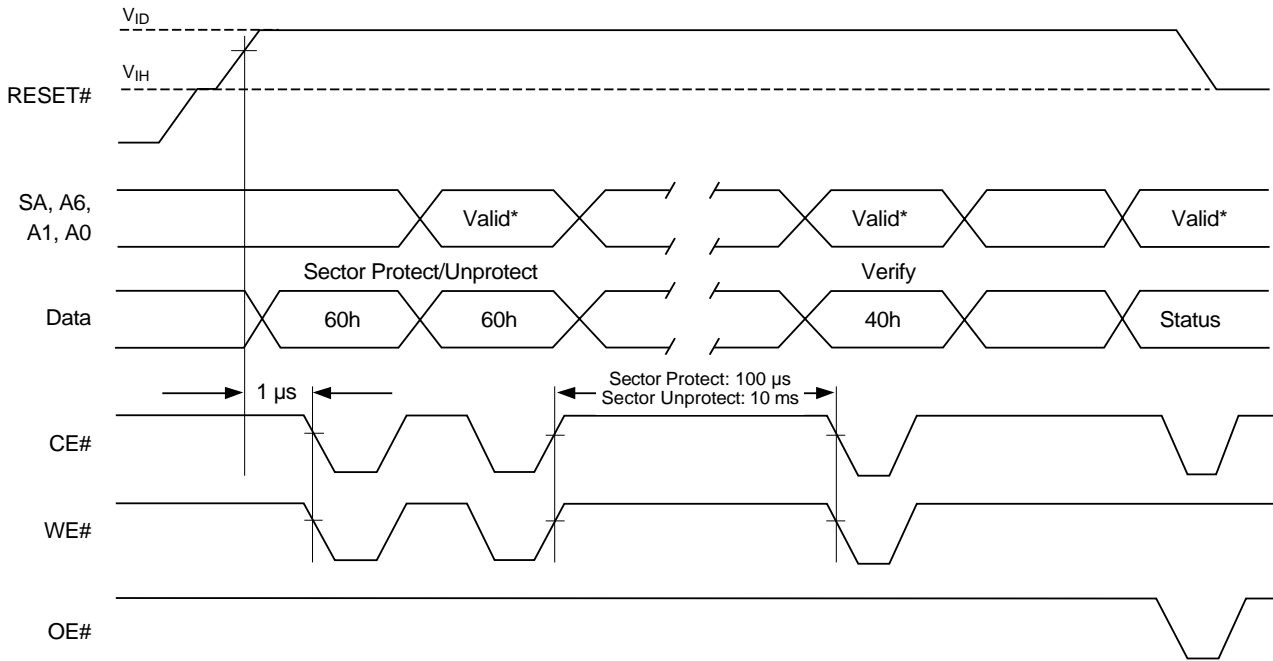 VID
VIH
RESET#
SA, A6,
A1, A0
Valid*
Valid*
Valid*
Sector Protect/Unprotect
Verify
Data
60h
60h
40h
Status
1 µs
Sector Protect: 100 µs
Sector Unprotect: 10 ms
CE#
WE#
OE#